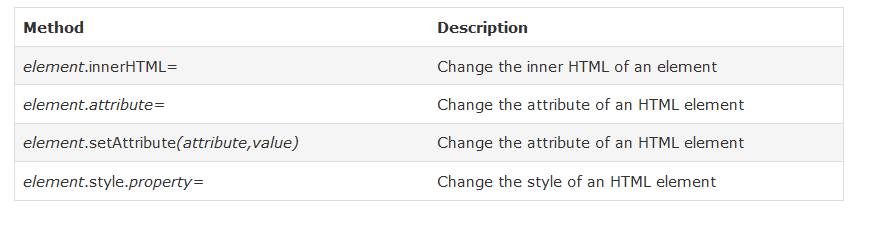 Method Description
element.innerHTML= Change the inner HTML of an element
element.attribute= Change the attribute of an HTML element
element.setAttribute(attribute,value) Change the attribute of an HTML element
element.style.property= Change the style of an HTML element